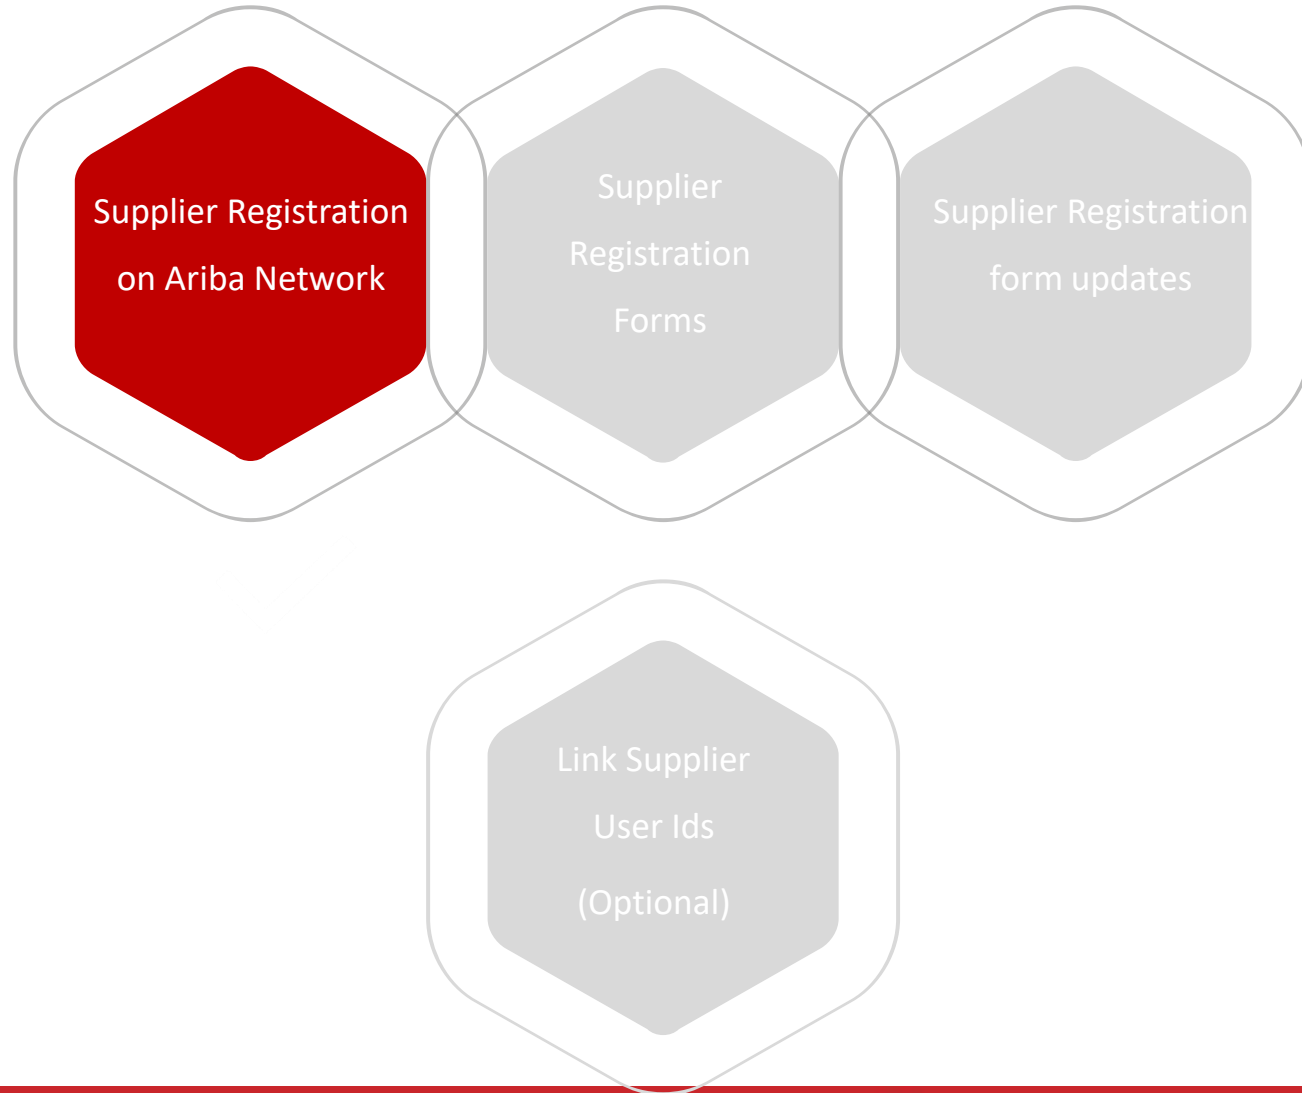 Supplier Registration
on Ariba Network
Supplier
Registration
Forms
Supplier Registration
form updates
Link Supplier
User Ids
(Optional)